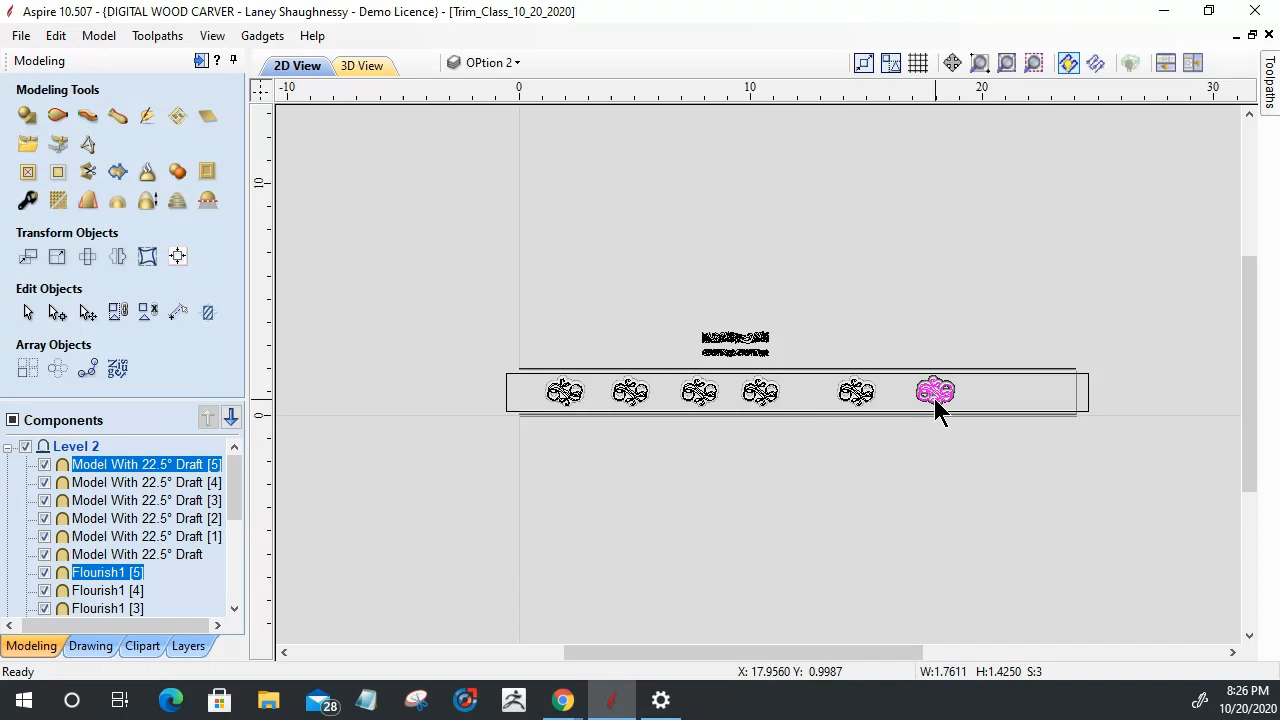 Aspire 10.507 - {DIGITAL WOOD CARVER - Laney Shaughnessy - Demo Licence} - [Trim_Class_10_20_2020]
File Edit Model Toolpaths View Gadgets Help
Modeling
2D View 3D View OPtion 2
Toolpaths
-10 0 10 20 30
10
0
Modeling Tools
Transform Objects
Edit Objects
Array Objects
Components
Level 2
Model With 22.5° Draft [5]
Model With 22.5° Draft [4]
Model With 22.5° Draft [3]
Model With 22.5° Draft [2]
Model With 22.5° Draft [1]
Model With 22.5° Draft
Flourish1 [5]
Flourish1 [4]
Flourish1 [3]
Modeling Drawing Clipart Layers
Ready X: 17.9560 Y: 0.9987 W:1.7611 H:1.4250 S:3
28
8:26 PM
10/20/2020